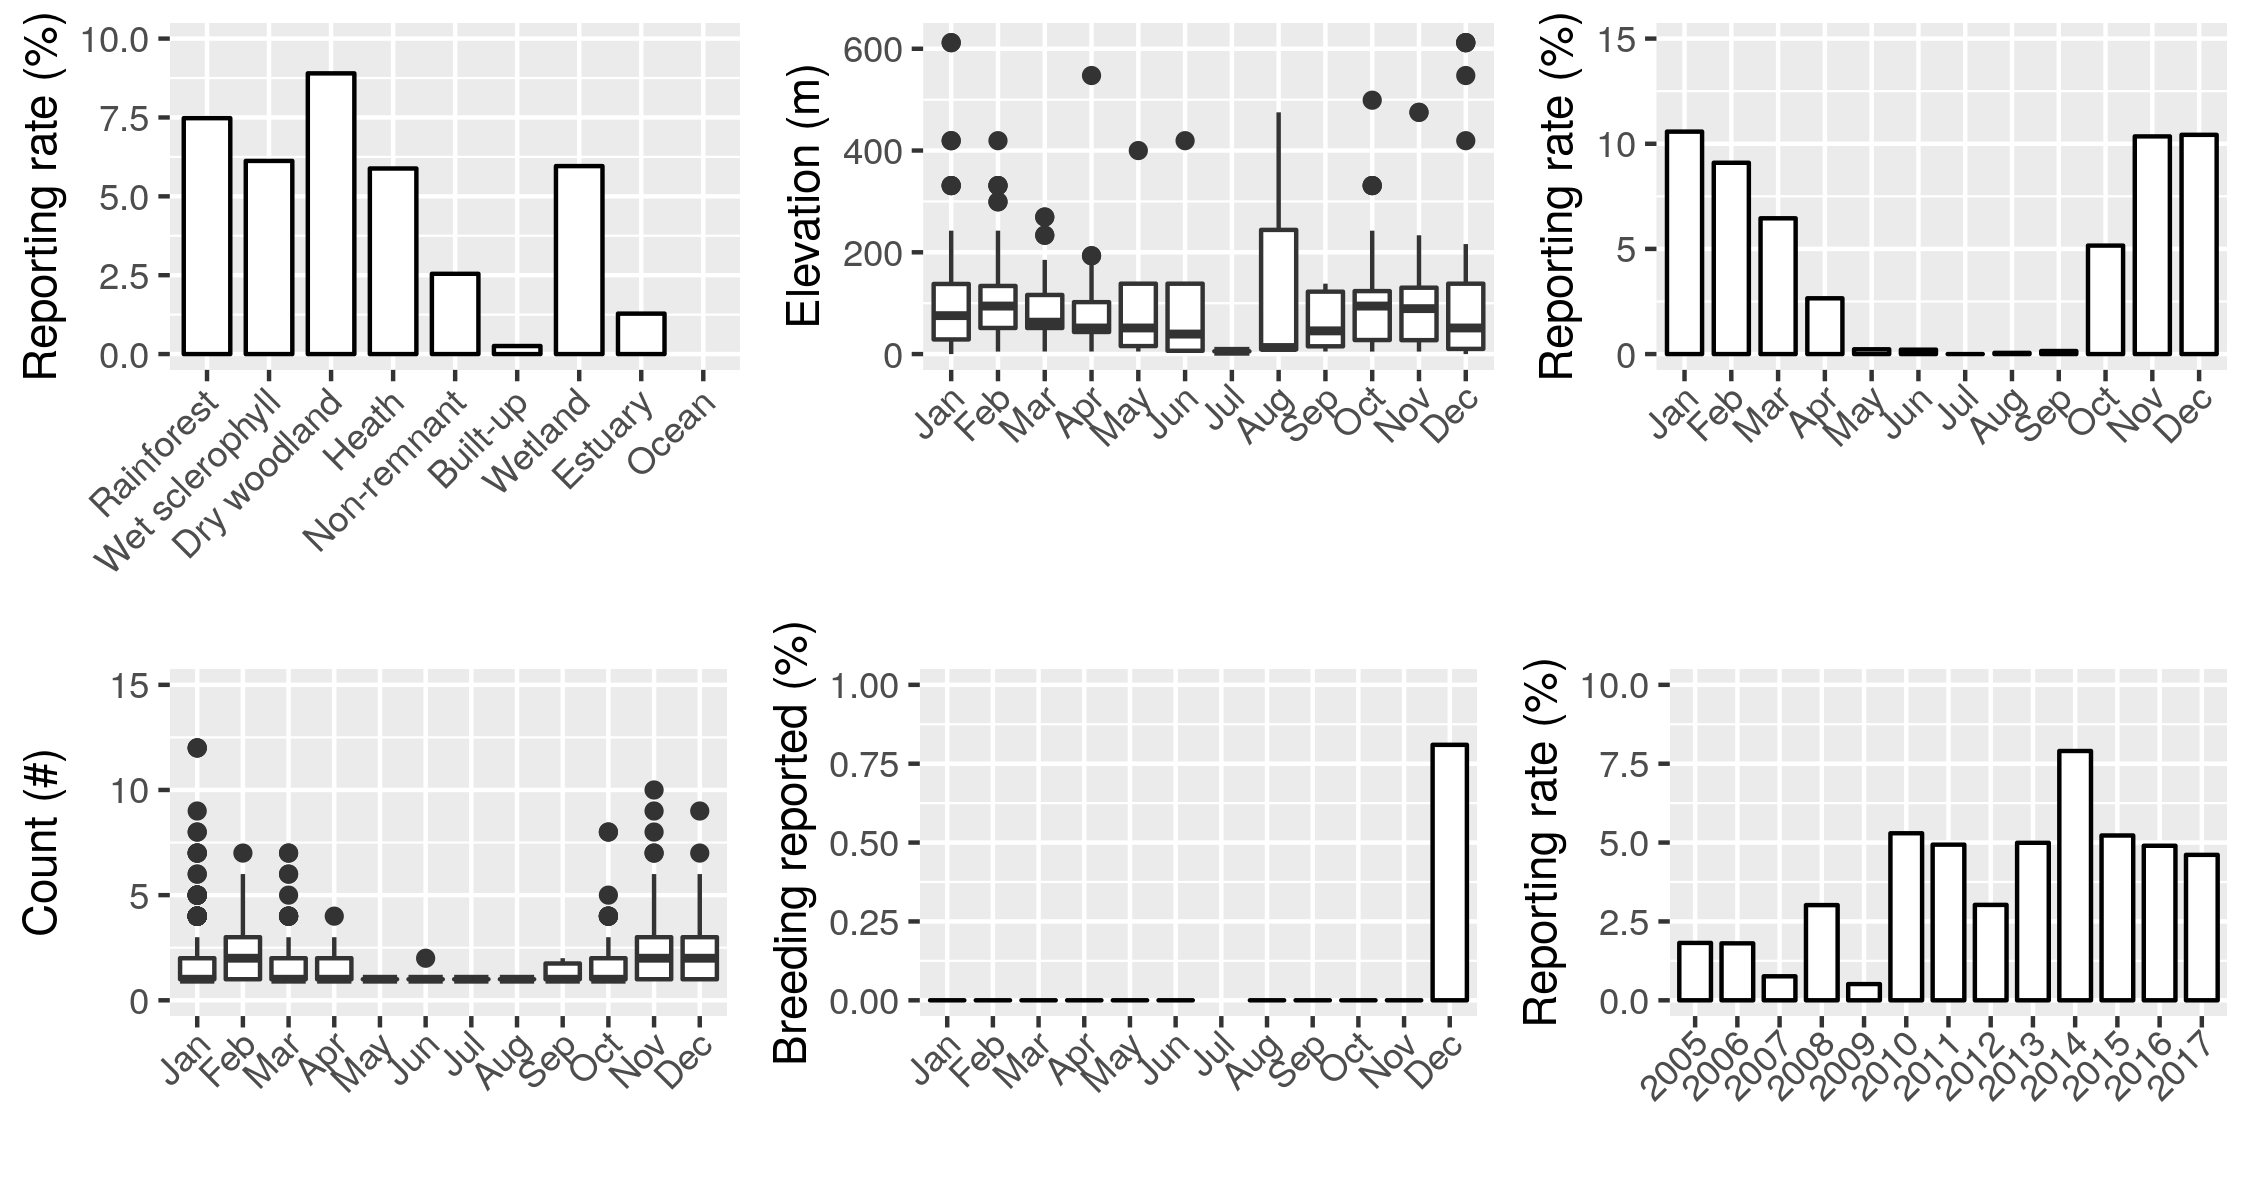 Reporting rate (%)
10.0
7.5
5.0
2.5
0.0
Rainforest
Wet sclerophyll
Dry woodland
Heath
Non-remnant
Built-up
Wetland
Estuary
Ocean
Elevation (m)
600
400
200
0
Jan
Feb
Mar
Apr
May
Jun
Jul
Aug
Sep
Oct
Nov
Dec
Reporting rate (%)
15
10
5
0
Jan
Feb
Mar
Apr
May
Jun
Jul
Aug
Sep
Oct
Nov
Dec
Count (#)
15
10
5
0
Jan
Feb
Mar
Apr
May
Jun
Jul
Aug
Sep
Oct
Nov
Dec
Breeding reported (%)
1.00
0.75
0.50
0.25
0.00
Jan
Feb
Mar
Apr
May
Jun
Jul
Aug
Sep
Oct
Nov
Dec
Reporting rate (%)
10.0
7.5
5.0
2.5
0.0
2005
2006
2007
2008
2009
2010
2011
2012
2013
2014
2015
2016
2017